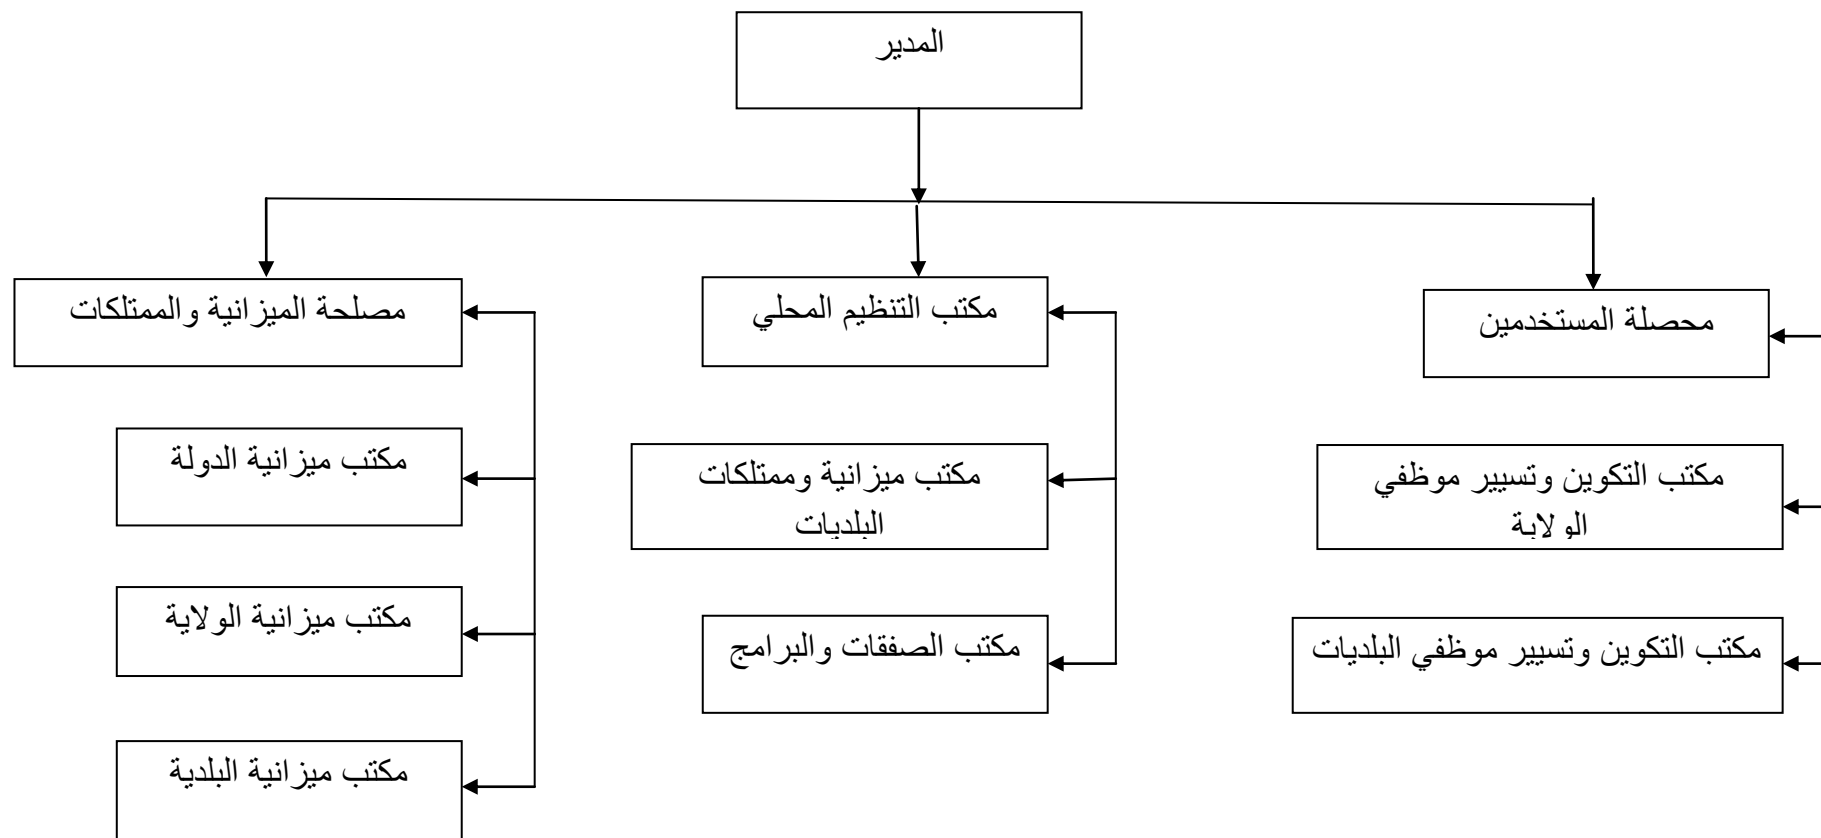 المدير
محصلة المستخدمين
مكتب التنظيم المحلي
مصلحة الميزانية والممتلكات
مكتب التكوين وتسيير موظفي
الولاية
مكتب ميزانية وممتلكات
البلديات
مكتب ميزانية الدولة
مكتب التكوين وتسيير موظفي البلديات
مكتب الصفقات والبرامج
مكتب ميزانية الولاية
مكتب ميزانية البلدية